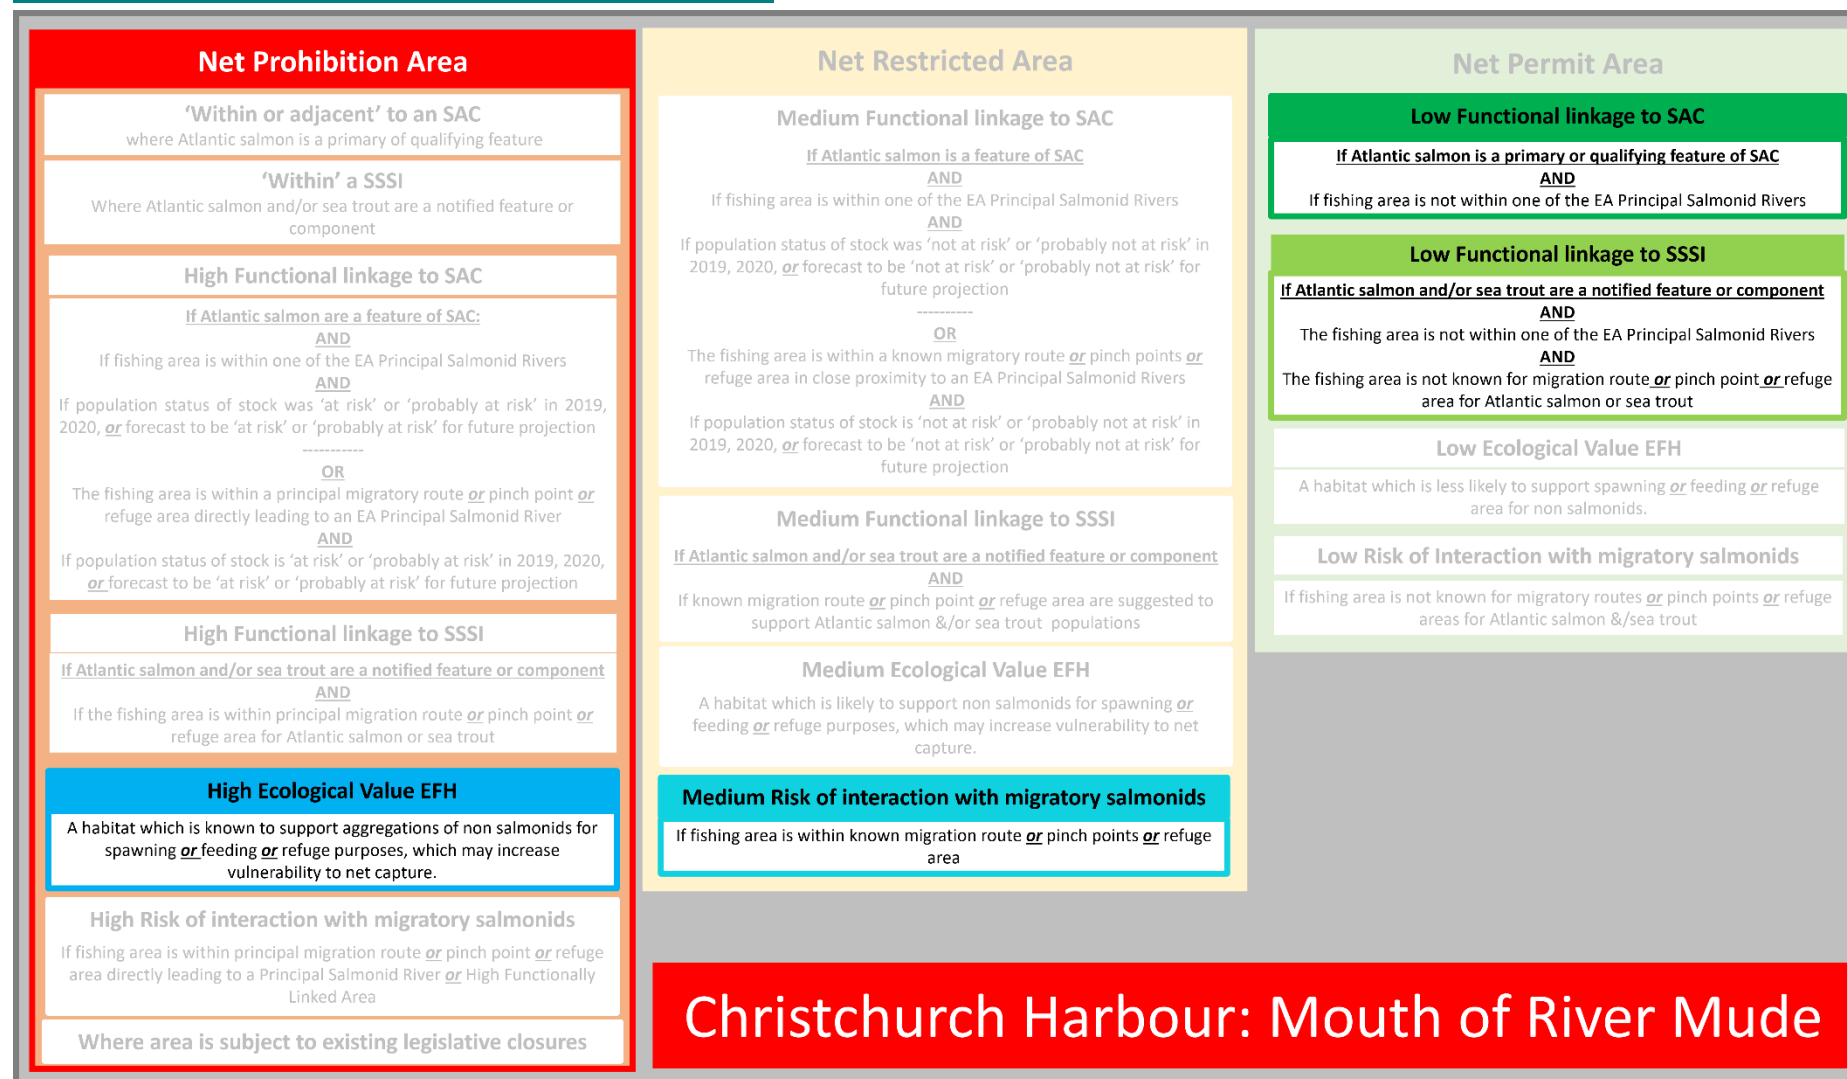 Net Prohibition Area
‘Within or adjacent’ to an SAC
where Atlantic salmon is a primary of qualifying feature
‘Within’ a SSSI
Where Atlantic salmon and/or sea trout are a notified feature or
component
High Functional linkage to SAC
If Atlantic salmon are a feature of SAC:
AND
If fishing area is within one of the EA Principal Salmonid Rivers
AND
If population status of stock was ‘at risk’ or ‘probably at risk’ in 2019,
2020, or forecast to be ‘at risk’ or ‘probably at risk’ for future projection
-----------
OR
The fishing area is within a principal migratory route or pinch point or
refuge area directly leading to an EA Principal Salmonid River
AND
If population status of stock is ‘at risk’ or ‘probably at risk’ in 2019, 2020,
or forecast to be ‘at risk’ or ‘probably at risk’ for future projection
High Functional linkage to SSSI
If Atlantic salmon and/or sea trout are a notified feature or component
AND
If the fishing area is within principal migration route or pinch point or
refuge area for Atlantic salmon or sea trout
High Ecological Value EFH
A habitat which is known to support aggregations of non salmonids for
spawning or feeding or refuge purposes, which may increase
vulnerability to net capture.
High Risk of interaction with migratory salmonids
If fishing area is within principal migration route or pinch point or refuge
area directly leading to a Principal Salmonid River or High Functionally
Linked Area
Where area is subject to existing legislative closures
Net Restricted Area
Medium Functional linkage to SAC
If Atlantic salmon is a feature of SAC
AND
If fishing area is within one of the EA Principal Salmonid Rivers
AND
If population status of stock was ‘not at risk’ or ‘probably not at risk’ in
2019, 2020, or forecast to be ‘not at risk’ or ‘probably not at risk’ for
future projection
----------
OR
The fishing area is within a known migratory route or pinch points or
refuge area in close proximity to an EA Principal Salmonid Rivers
AND
If population status of stock is ‘not at risk’ or ‘probably not at risk’ in
2019, 2020, or forecast to be ‘not at risk’ or ‘probably not at risk’ for
future projection
Medium Functional linkage to SSSI
If Atlantic salmon and/or sea trout are a notified feature or component
AND
If known migration route or pinch point or refuge area are suggested to
support Atlantic salmon &/or sea trout populations
Medium Ecological Value EFH
A habitat which is likely to support non salmonids for spawning or
feeding or refuge purposes, which may increase vulnerability to net
capture.
Medium Risk of interaction with migratory salmonids
If fishing area is within known migration route or pinch points or refuge
area
Net Permit Area
Low Functional linkage to SAC
If Atlantic salmon is a primary or qualifying feature of SAC
AND
If fishing area is not within one of the EA Principal Salmonid Rivers
Low Functional linkage to SSSI
If Atlantic salmon and/or sea trout are a notified feature or component
AND
The fishing area is not within one of the EA Principal Salmonid Rivers
AND
The fishing area is not known for migration route or pinch point or refuge
area for Atlantic salmon or sea trout
Low Ecological Value EFH
A habitat which is less likely to support spawning or feeding or refuge
area for non salmonids.
Low Risk of Interaction with migratory salmonids
If fishing area is not known for migratory routes or pinch points or refuge
areas for Atlantic salmon &/sea trout
Christchurch Harbour: Mouth of River Mude